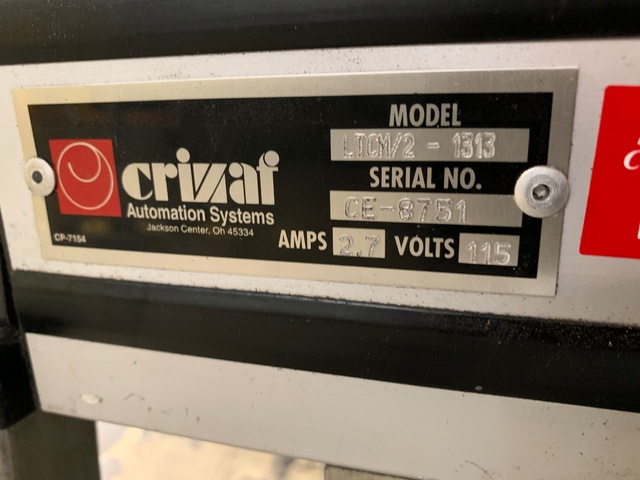 MODEL
LTCM/2 - 1313
SERIAL NO.
CE-8751
AMPS 2.7 VOLTS 115
crizaf
Automation Systems
Jackson Center, Oh 45334
CP-7154